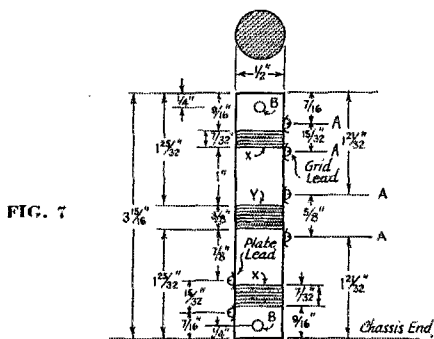 1/2"
1/4"
9/16"
B
7/16
A
7/32"
15/32"
1 25/32"
X
A
1 21/32"
Grid
Lead
1"
Y
A
FIG. 7
3 15/16"
3/8"
5/8"
A
Plate
Lead
7/8"
1 25/32"
X
15/32"
7/32"
1 21/32"
7/16"
1/4"
B
9/16"
Chassis End